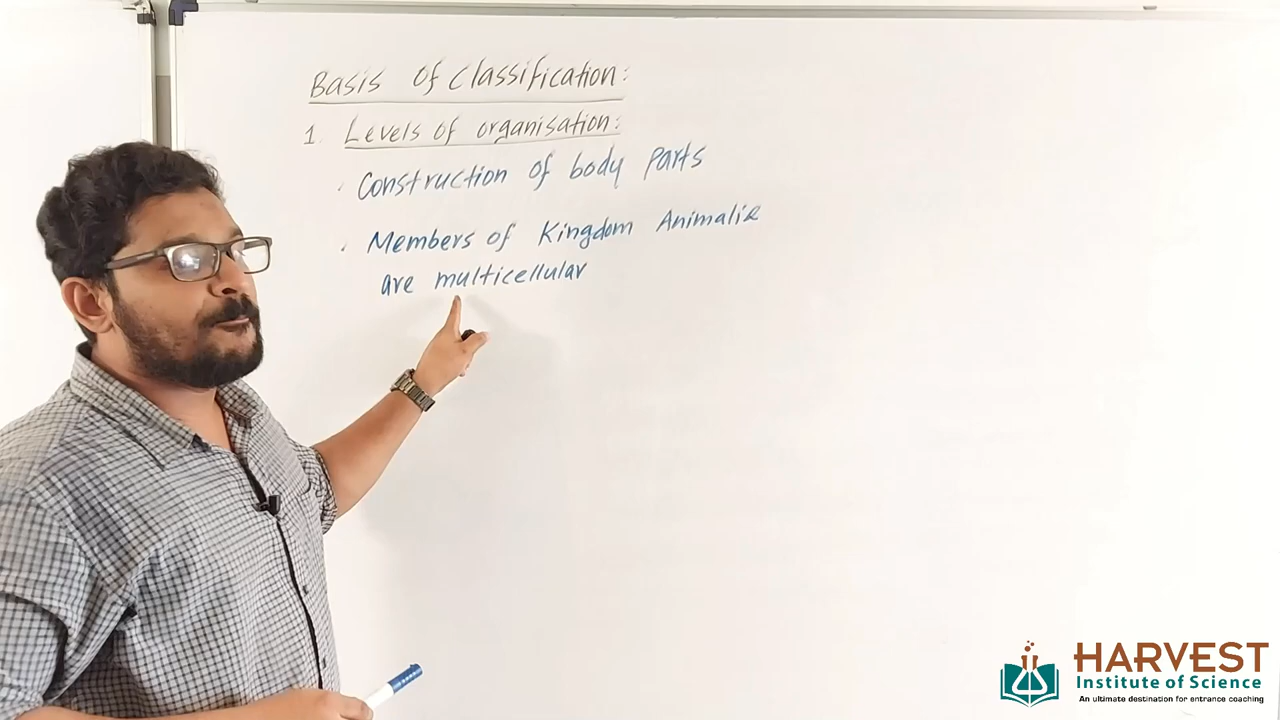 Basis of classification:
1. Levels of organisation:
· Construction of body parts
· Members of Kingdom Animalia
are multicellular
HARVEST
Institute of Science
An ultimate destination for entrance coaching